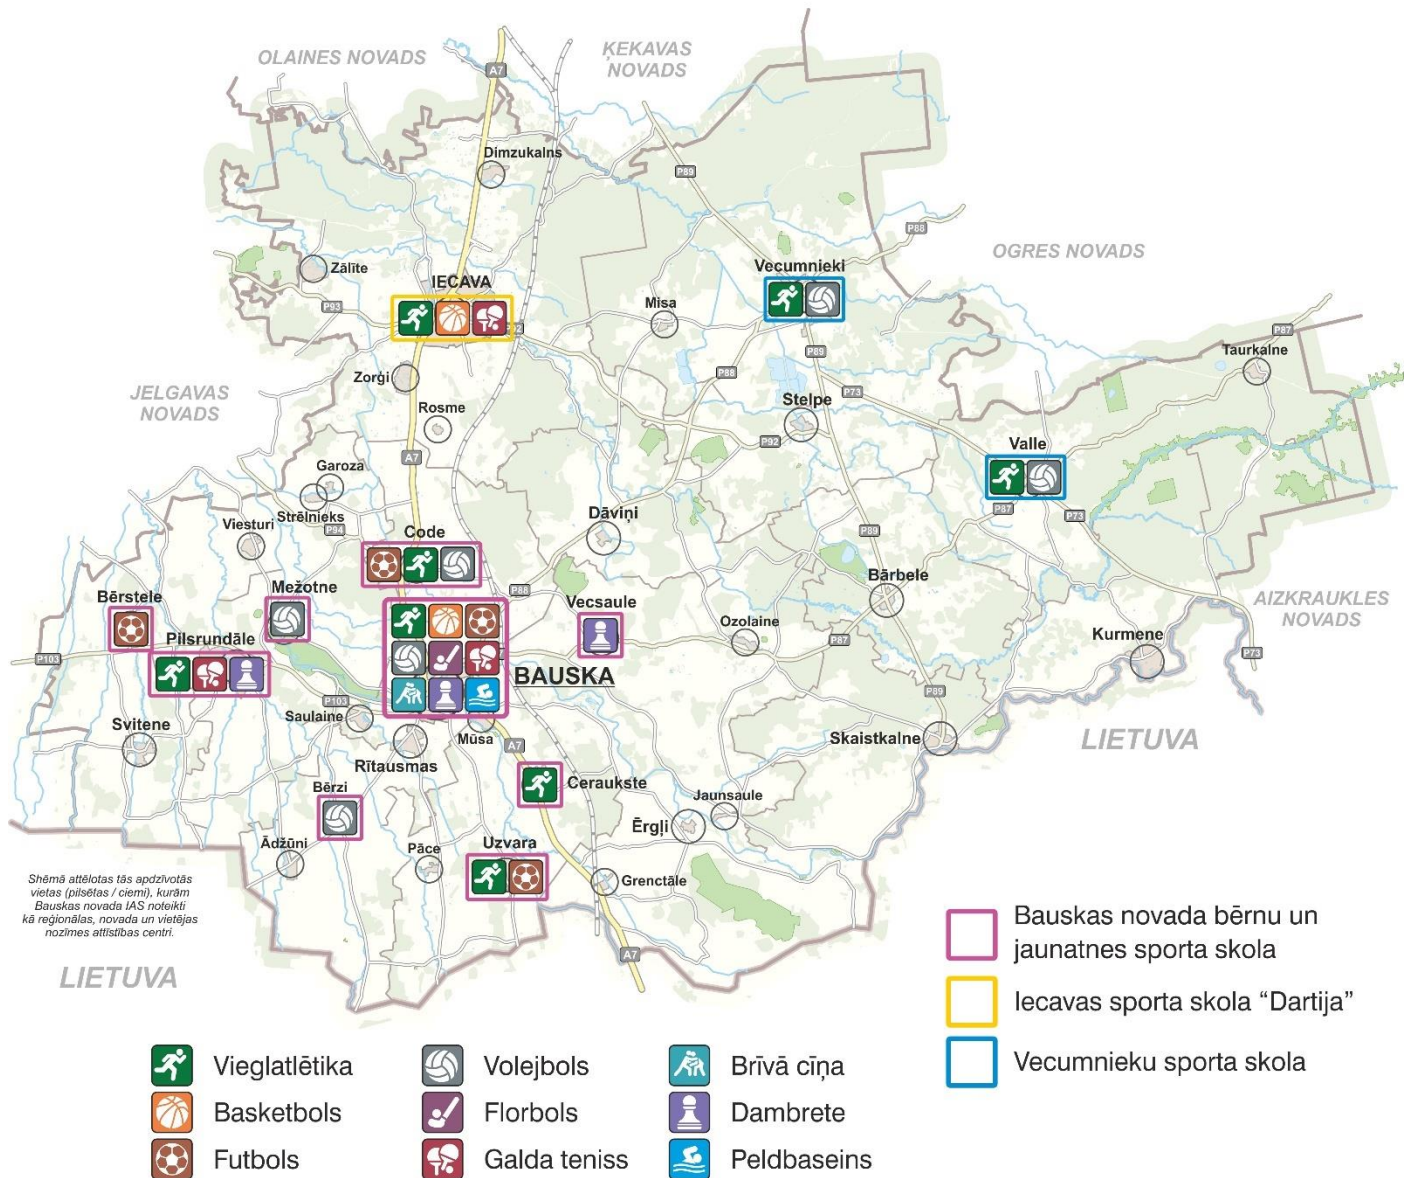 OLAINES NOVADS
ĶEKAVAS
NOVADS
A7
Dimzukalns
P89
P88
OGRES NOVADS
Zālīte
IECAVA
Vecumnieki
P93
Misa
P92
P89
P87
Taurkalne
Zorģi
P88
P73
JELGAVAS
NOVADS
Rosme
Stelpe
P92
Valle
A7
Garoza
Strēlnieks
Viesturi
P94
Dāviņi
P89
P87
P73
Code
P88
Bērstele
Mežotne
Vecsaule
Bārbele
AIZKRAUKLES
NOVADS
Pilsrundāle
Ozolaine
P87
Kurmene
P103
P73
BAUSKA
P89
P103
Saulaine
Svitene
Mūsa
A7
Skaistkalne
LIETUVA
Rītausmas
Ceraukste
Bērzi
Jaunsaule
Ērgļi
Ādžūni
Pāce
Uzvara
Grenctāle
Shēmā attēlotas tās apdzīvotās
vietas (pilsētas / ciemi), kurām
Bauskas novada IAS noteikti
kā reģionālas, novada un vietējas
nozīmes attīstības centri.
A7
LIETUVA
Bauskas novada bērnu un
jaunatnes sporta skola
Iecavas sporta skola “Dartija”
Vecumnieku sporta skola
Vieglatlētika
Volejbols
Brīvā cīņa
Basketbols
Florbols
Dambrete
Futbols
Galda teniss
Peldbaseins